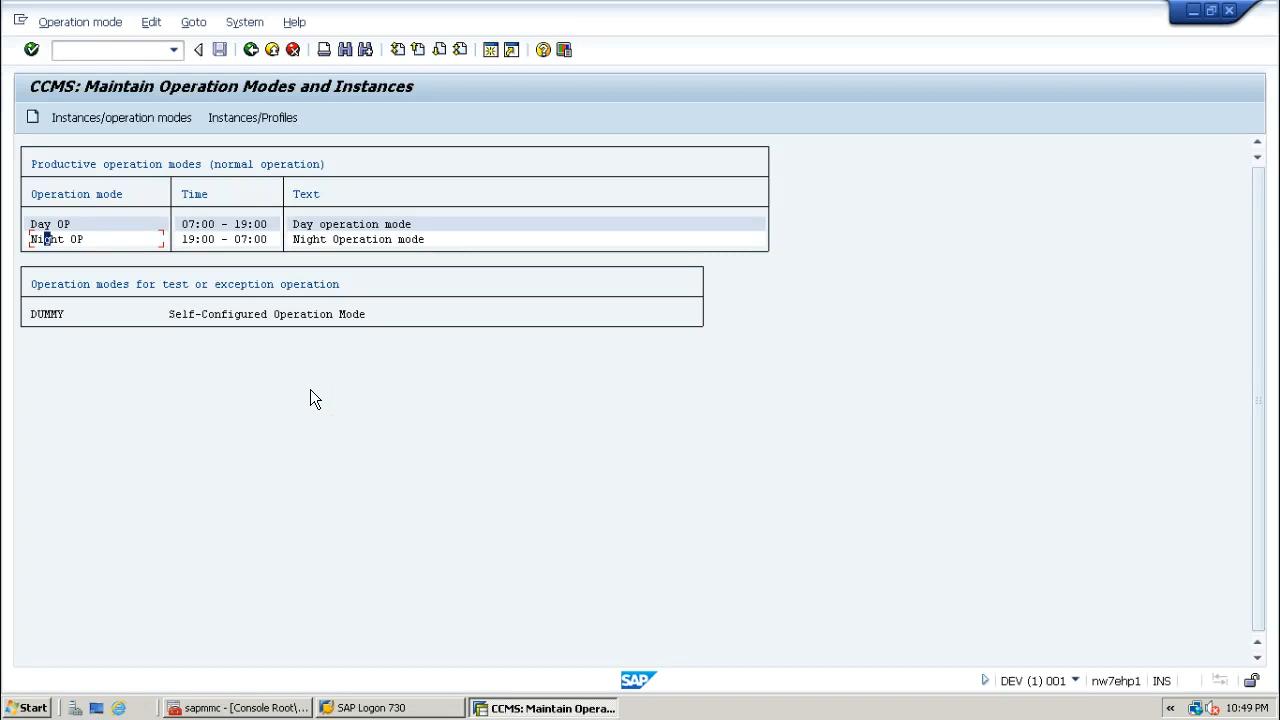 Operation mode Edit Goto System Help
CCMS: Maintain Operation Modes and Instances
Instances/operation modes Instances/Profiles
Productive operation modes (normal operation)
Operation mode Time Text
Day OP 07:00 - 19:00 Day operation mode
Night OP 19:00 - 07:00 Night Operation mode
Operation modes for test or exception operation
DUMMY Self-Configured Operation Mode
SAP DEV (1) 001 nw7ehp1 INS
Start sapmmc - [Console Root\... SAP Logon 730 CCMS: Maintain Opera... « 10:49 PM